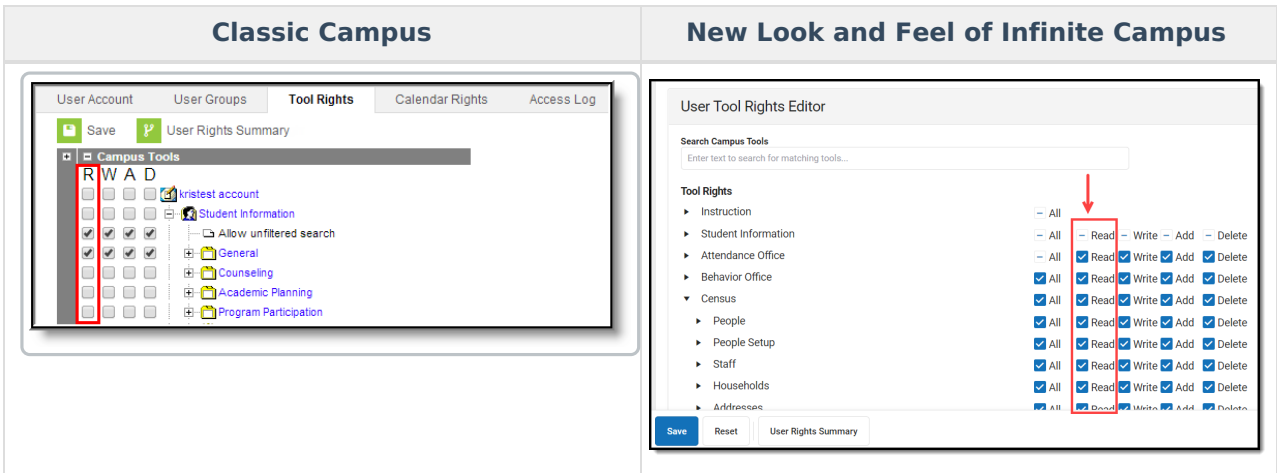 Classic Campus
New Look and Feel of Infinite Campus
User Account User Groups Tool Rights Calendar Rights Access Log
Save User Rights Summary
Campus Tools
R W A D
kristest account
Student Information
Allow unfiltered search
General
Counseling
Academic Planning
Program Participation
User Tool Rights Editor
Search Campus Tools
Enter text to search for matching tools...
Tool Rights
Instruction All
Student Information All Read Write Add Delete
Attendance Office All Read Write Add Delete
Behavior Office All Read Write Add Delete
Census All Read Write Add Delete
People All Read Write Add Delete
People Setup All Read Write Add Delete
Staff All Read Write Add Delete
Households All Read Write Add Delete
Addresses All Read Write Add Delete
Save Reset User Rights Summary